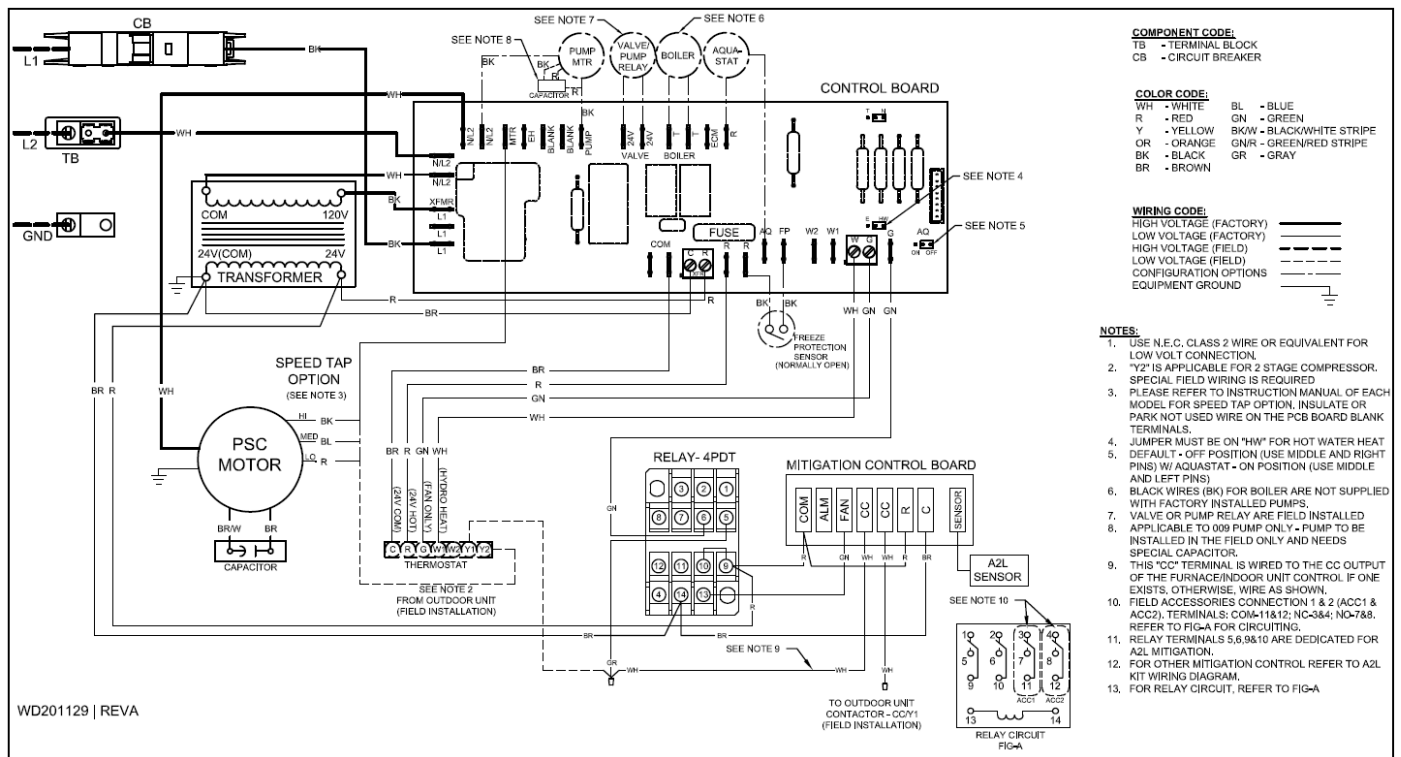 CB
L1
BK
L2
TB
WH
GND
COM
120V
24V(COM)
24V
TRANSFORMER
WH
WH
BK
BK
R
BR
SEE NOTE 7
SEE NOTE 6
SEE NOTE 8
PUMP
MTR
VALVE/
PUMP
RELAY
BOILER
AQUA-
STAT
BK
BK
R
R
CAPACITOR
BK
CONTROL BOARD
N/L2
N/L2
MTR
EH
BLANK
BLANK
PUMP
24V
24V
T
T
ECM
R
VALVE
BOILER
T
N
N/L2
N/L2
XFMR
L1
L1
L1
FUSE
COM
C
R
R
R
AQ
FP
W2
W1
W
G
G
E
HW
AQ
ON
OFF
SEE NOTE 4
SEE NOTE 5
R
BK
BK
FREEZE
PROTECTION
SENSOR
(NORMALLY OPEN)
WH
GN
GN
BR
R
WH
SPEED TAP
OPTION
(SEE NOTE 3)
HI
BK
MED
BL
LO
R
PSC
MOTOR
BR/W
BR
CAPACITOR
BR
R
GN
WH
BR
R
GN
WH
(24V COM)
(24V HOT)
(FAN ONLY)
(HYDRO HEAT)
C
R
G
W1
W2
Y1
Y2
THERMOSTAT
SEE NOTE 2
FROM OUTDOOR UNIT
(FIELD INSTALLATION)
RELAY- 4PDT
3
2
1
8
7
6
5
12
11
10
9
4
14
13
GN
R
BR
BR
GR
WH
MITIGATION CONTROL BOARD
COM
ALM
FAN
CC
CC
R
C
SENSOR
R
GN
WH
WH
R
BR
A2L
SENSOR
SEE NOTE 9
WH
TO OUTDOOR UNIT
CONTACTOR - CC/Y1
(FIELD INSTALLATION)
SEE NOTE 10
1
2
3
4
5
6
7
8
9
10
11
12
ACC1
ACC2
13
14
RELAY CIRCUIT
FIG-A
COMPONENT CODE:
TB - TERMINAL BLOCK
CB - CIRCUIT BREAKER
COLOR CODE:
WH - WHITE BL - BLUE
R - RED GN - GREEN
Y - YELLOW BK/W - BLACK/WHITE STRIPE
OR - ORANGE GN/R - GREEN/RED STRIPE
BK - BLACK GR - GRAY
BR - BROWN
WIRING CODE:
HIGH VOLTAGE (FACTORY)
LOW VOLTAGE (FACTORY)
HIGH VOLTAGE (FIELD)
LOW VOLTAGE (FIELD)
CONFIGURATION OPTIONS
EQUIPMENT GROUND
NOTES:
1. USE N.E.C. CLASS 2 WIRE OR EQUIVALENT FOR
LOW VOLT CONNECTION.
2. "Y2" IS APPLICABLE FOR 2 STAGE COMPRESSOR.
SPECIAL FIELD WIRING IS REQUIRED
3. PLEASE REFER TO INSTRUCTION MANUAL OF EACH
MODEL FOR SPEED TAP OPTION, INSULATE OR
PARK NOT USED WIRE ON THE PCB BOARD BLANK
TERMINALS.
4. JUMPER MUST BE ON "HW" FOR HOT WATER HEAT
5. DEFAULT - OFF POSITION (USE MIDDLE AND RIGHT
PINS) W/ AQUASTAT - ON POSITION (USE MIDDLE
AND LEFT PINS)
6. BLACK WIRES (BK) FOR BOILER ARE NOT SUPPLIED
WITH FACTORY INSTALLED PUMPS.
7. VALVE OR PUMP RELAY ARE FIELD INSTALLED
8. APPLICABLE TO 009 PUMP ONLY - PUMP TO BE
INSTALLED IN THE FIELD ONLY AND NEEDS
SPECIAL CAPACITOR.
9. THIS "CC" TERMINAL IS WIRED TO THE CC OUTPUT
OF THE FURNACE/INDOOR UNIT CONTROL IF ONE
EXISTS, OTHERWISE, WIRE AS SHOWN.
10. FIELD ACCESSORIES CONNECTION 1 & 2 (ACC1 &
ACC2). TERMINALS: COM-11&12; NC-3&4; NO-7&8.
REFER TO FIG-A FOR CIRCUITING.
11. RELAY TERMINALS 5,6,9&10 ARE DEDICATED FOR
A2L MITIGATION.
12. FOR OTHER MITIGATION CONTROL REFER TO A2L
KIT WIRING DIAGRAM.
13. FOR RELAY CIRCUIT, REFER TO FIG-A
WD201129 | REVA